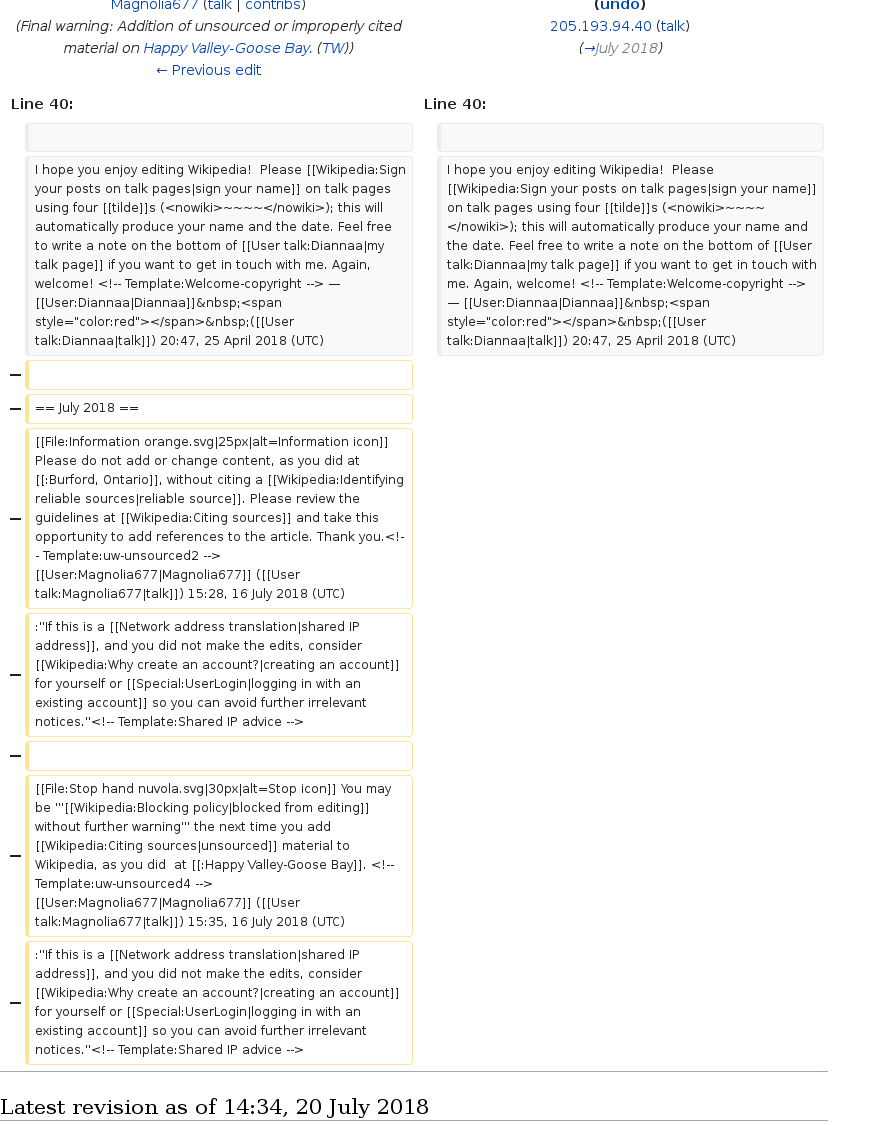 Magnolia677 (talk | contribs)
(Final warning: Addition of unsourced or improperly cited
material on Happy Valley-Goose Bay. (TW))
← Previous edit
(undo)
205.193.94.40 (talk)
(→July 2018)
Line 40:
Line 40:
I hope you enjoy editing Wikipedia!  Please [[Wikipedia:Sign
your posts on talk pages|sign your name]] on talk pages
using four [[tilde]]s (<nowiki>~~~~</nowiki>); this will
automatically produce your name and the date. Feel free
to write a note on the bottom of [[User talk:Diannaa|my
talk page]] if you want to get in touch with me. Again,
welcome! <!-- Template:Welcome-copyright --> —
[[User:Diannaa|Diannaa]]&nbsp;<span
style="color:red"></span>&nbsp;([[User
talk:Diannaa|talk]]) 20:47, 25 April 2018 (UTC)
I hope you enjoy editing Wikipedia!  Please
[[Wikipedia:Sign your posts on talk pages|sign your name]]
on talk pages using four [[tilde]]s (<nowiki>~~~~
</nowiki>); this will automatically produce your name and
the date. Feel free to write a note on the bottom of [[User
talk:Diannaa|my talk page]] if you want to get in touch with
me. Again, welcome! <!-- Template:Welcome-copyright -->
— [[User:Diannaa|Diannaa]]&nbsp;<span
style="color:red"></span>&nbsp;([[User
talk:Diannaa|talk]]) 20:47, 25 April 2018 (UTC)
−
− == July 2018 ==
[[File:Information orange.svg|25px|alt=Information icon]]
Please do not add or change content, as you did at
[[:Burford, Ontario]], without citing a [[Wikipedia:Identifying
reliable sources|reliable source]]. Please review the
− guidelines at [[Wikipedia:Citing sources]] and take this
opportunity to add references to the article. Thank you.<!-
- Template:uw-unsourced2 -->
[[User:Magnolia677|Magnolia677]] ([[User
talk:Magnolia677|talk]]) 15:28, 16 July 2018 (UTC)
:''If this is a [[Network address translation|shared IP
address]], and you did not make the edits, consider
− [[Wikipedia:Why create an account?|creating an account]]
for yourself or [[Special:UserLogin|logging in with an
existing account]] so you can avoid further irrelevant
notices.''<!-- Template:Shared IP advice -->
−
[[File:Stop hand nuvola.svg|30px|alt=Stop icon]] You may
be '''[[Wikipedia:Blocking policy|blocked from editing]]
without further warning''' the next time you add
[[Wikipedia:Citing sources|unsourced]] material to
− Wikipedia, as you did  at [[:Happy Valley-Goose Bay]]. <!--
Template:uw-unsourced4 -->
[[User:Magnolia677|Magnolia677]] ([[User
talk:Magnolia677|talk]]) 15:35, 16 July 2018 (UTC)
:''If this is a [[Network address translation|shared IP
address]], and you did not make the edits, consider
− [[Wikipedia:Why create an account?|creating an account]]
for yourself or [[Special:UserLogin|logging in with an
existing account]] so you can avoid further irrelevant
notices.''<!-- Template:Shared IP advice -->
Latest revision as of 14:34, 20 July 2018